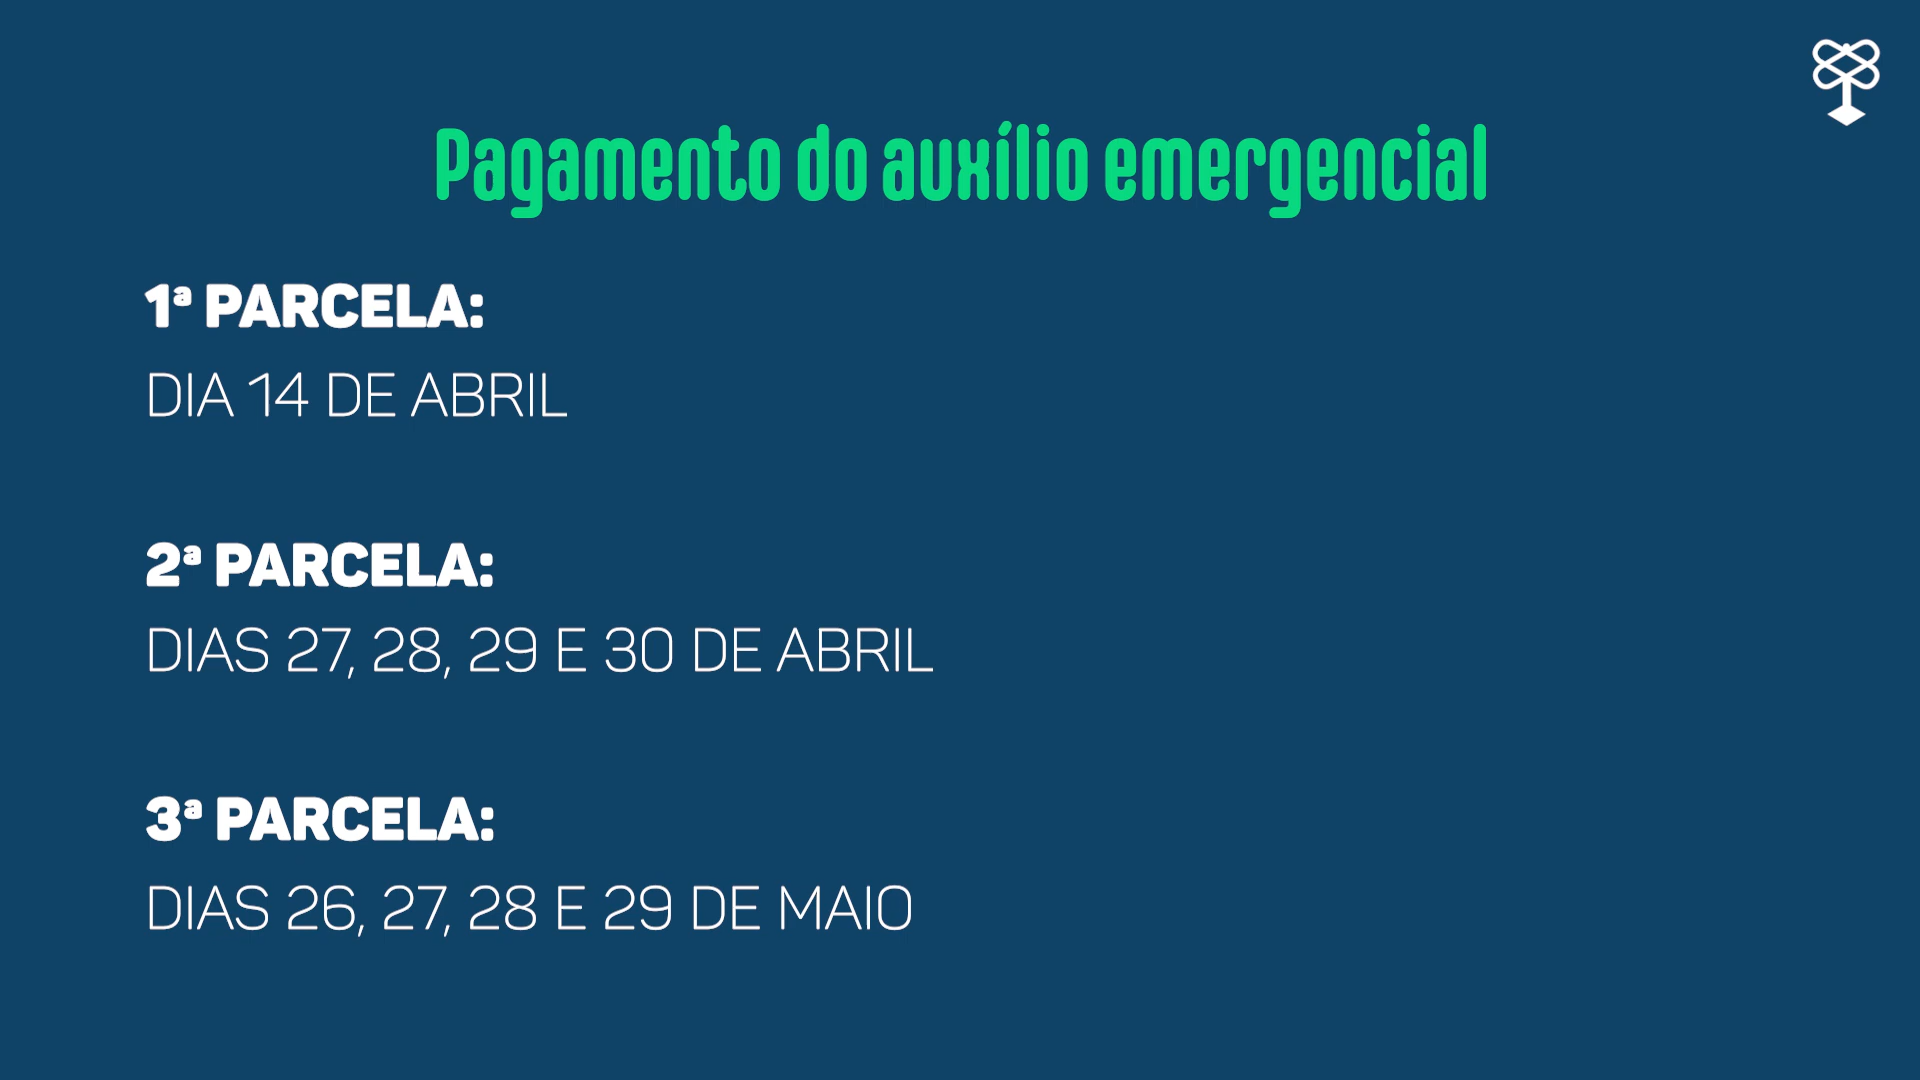 Pagamento do auxílio emergencial
1ª PARCELA:
DIA 14 DE ABRIL
2ª PARCELA:
DIAS 27, 28, 29 E 30 DE ABRIL
3ª PARCELA:
DIAS 26, 27, 28 E 29 DE MAIO